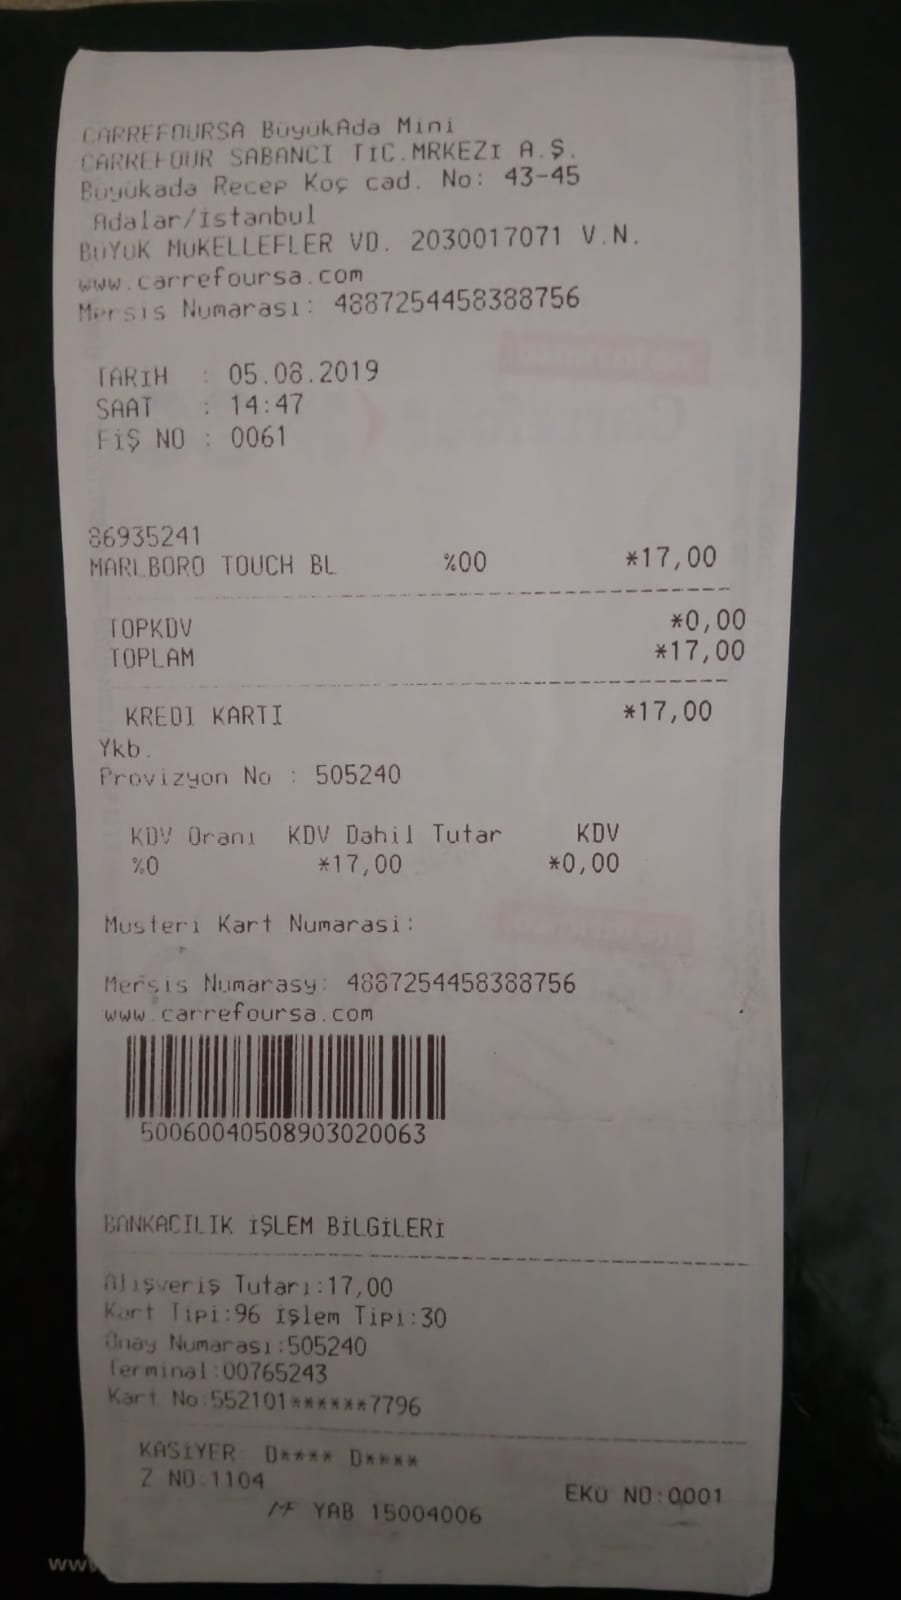 CARREFOURSA BüyükAda Mini
CARREFOUR SABANCI TİC.MRKEZİ A.Ş.
Büyükada Recep Koç cad. No: 43-45
Adalar/İstanbul
BÜYÜK MÜKELLEFLER VD. 2030017071 V.N.
www.carrefoursa.com
Mersis Numarası: 4887254458388756
TARİH : 05.08.2019
SAAT : 14:47
FİŞ NO : 0061
86935241
MARLBORO TOUCH BL %00 *17,00
TOPKDV *0,00
TOPLAM *17,00
KREDİ KARTI *17,00
Ykb.
Provizyon No : 505240
KDV Oranı KDV Dahil Tutar KDV
%0 *17,00 *0,00
Musteri Kart Numarasi:
Mersis Numarasy: 4887254458388756
www.carrefoursa.com
50060040508903020063
BANKACILIK İŞLEM BİLGİLERİ
Alışveriş Tutarı:17,00
Kart Tipi:96 İşlem Tipi:30
Onay Numarası:505240
Terminal:00765243
Kart No:552101******7796
KASİYER D**** D****
Z NO:1104
EKÜ NO:0001
MF YAB 15004006
www